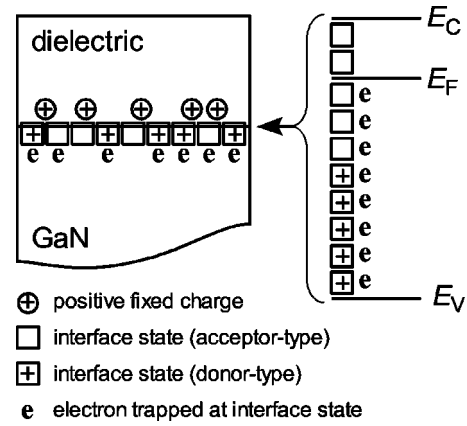 dielectric
e e e e e e
GaN
E_C
E_F
e
e
e
e
e
e
e
e
E_V
positive fixed charge
interface state (acceptor-type)
interface state (donor-type)
e electron trapped at interface state